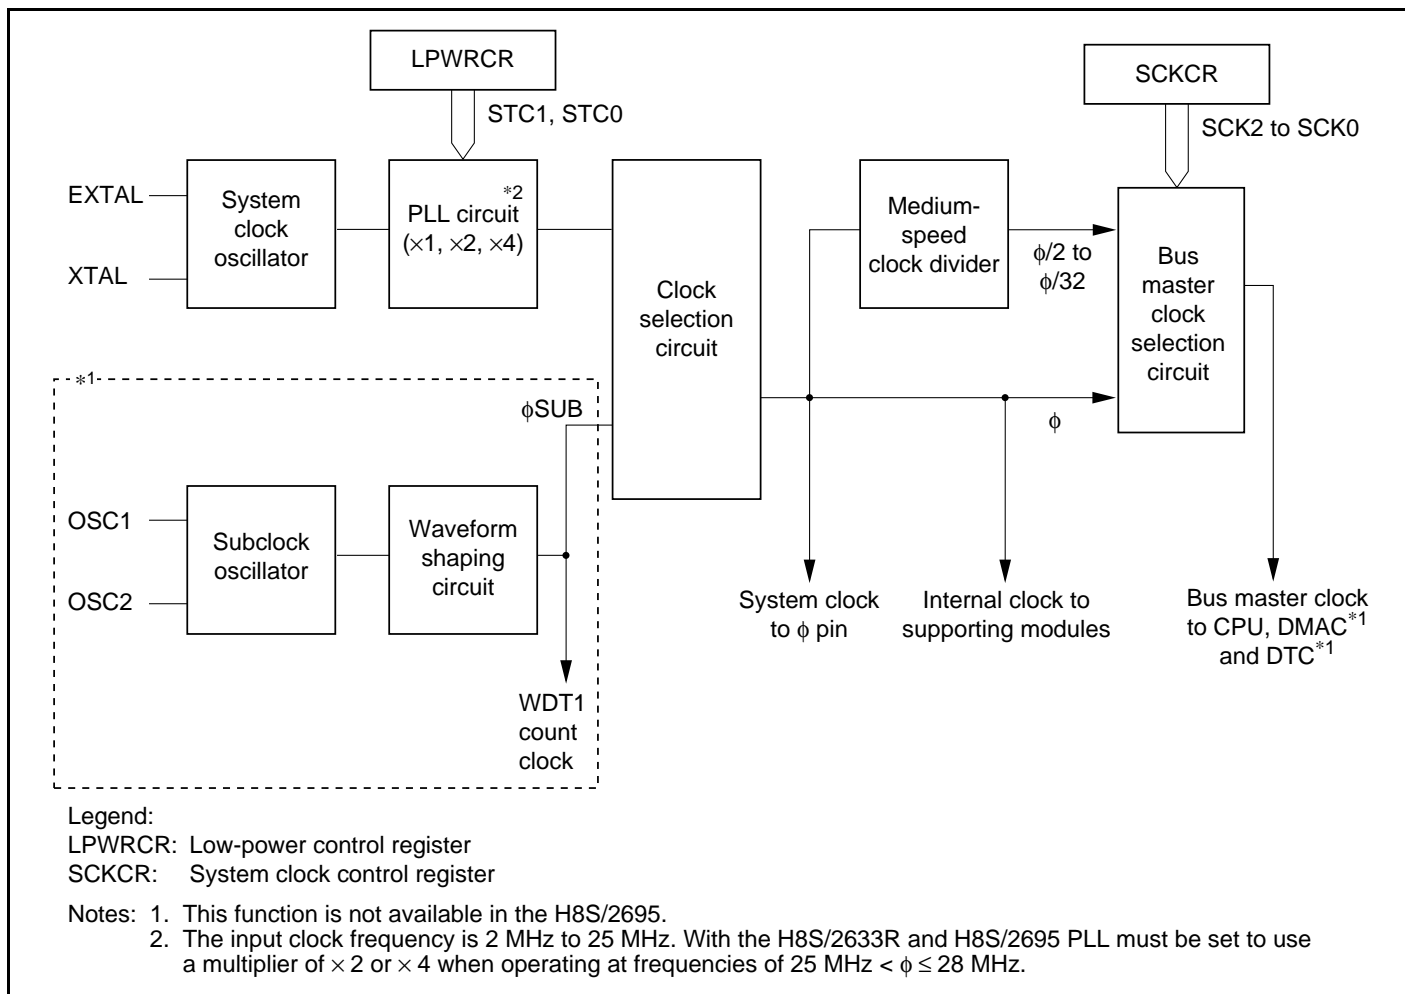 LPWRCR
SCKCR
STC1, STC0
SCK2 to SCK0
EXTAL
XTAL
System
clock
oscillator
*2
PLL circuit
(×1, ×2, ×4)
Clock
selection
circuit
Medium-
speed
clock divider
ϕ/2 to
ϕ/32
Bus
master
clock
selection
circuit
*1
ϕSUB
ϕ
OSC1
OSC2
Subclock
oscillator
Waveform
shaping
circuit
WDT1
count
clock
System clock
to ϕ pin
Internal clock to
supporting modules
Bus master clock
to CPU, DMAC*1
and DTC*1
Legend:
LPWRCR: Low-power control register
SCKCR: System clock control register
Notes: 1. This function is not available in the H8S/2695.
2. The input clock frequency is 2 MHz to 25 MHz. With the H8S/2633R and H8S/2695 PLL must be set to use
a multiplier of × 2 or × 4 when operating at frequencies of 25 MHz < ϕ ≤ 28 MHz.